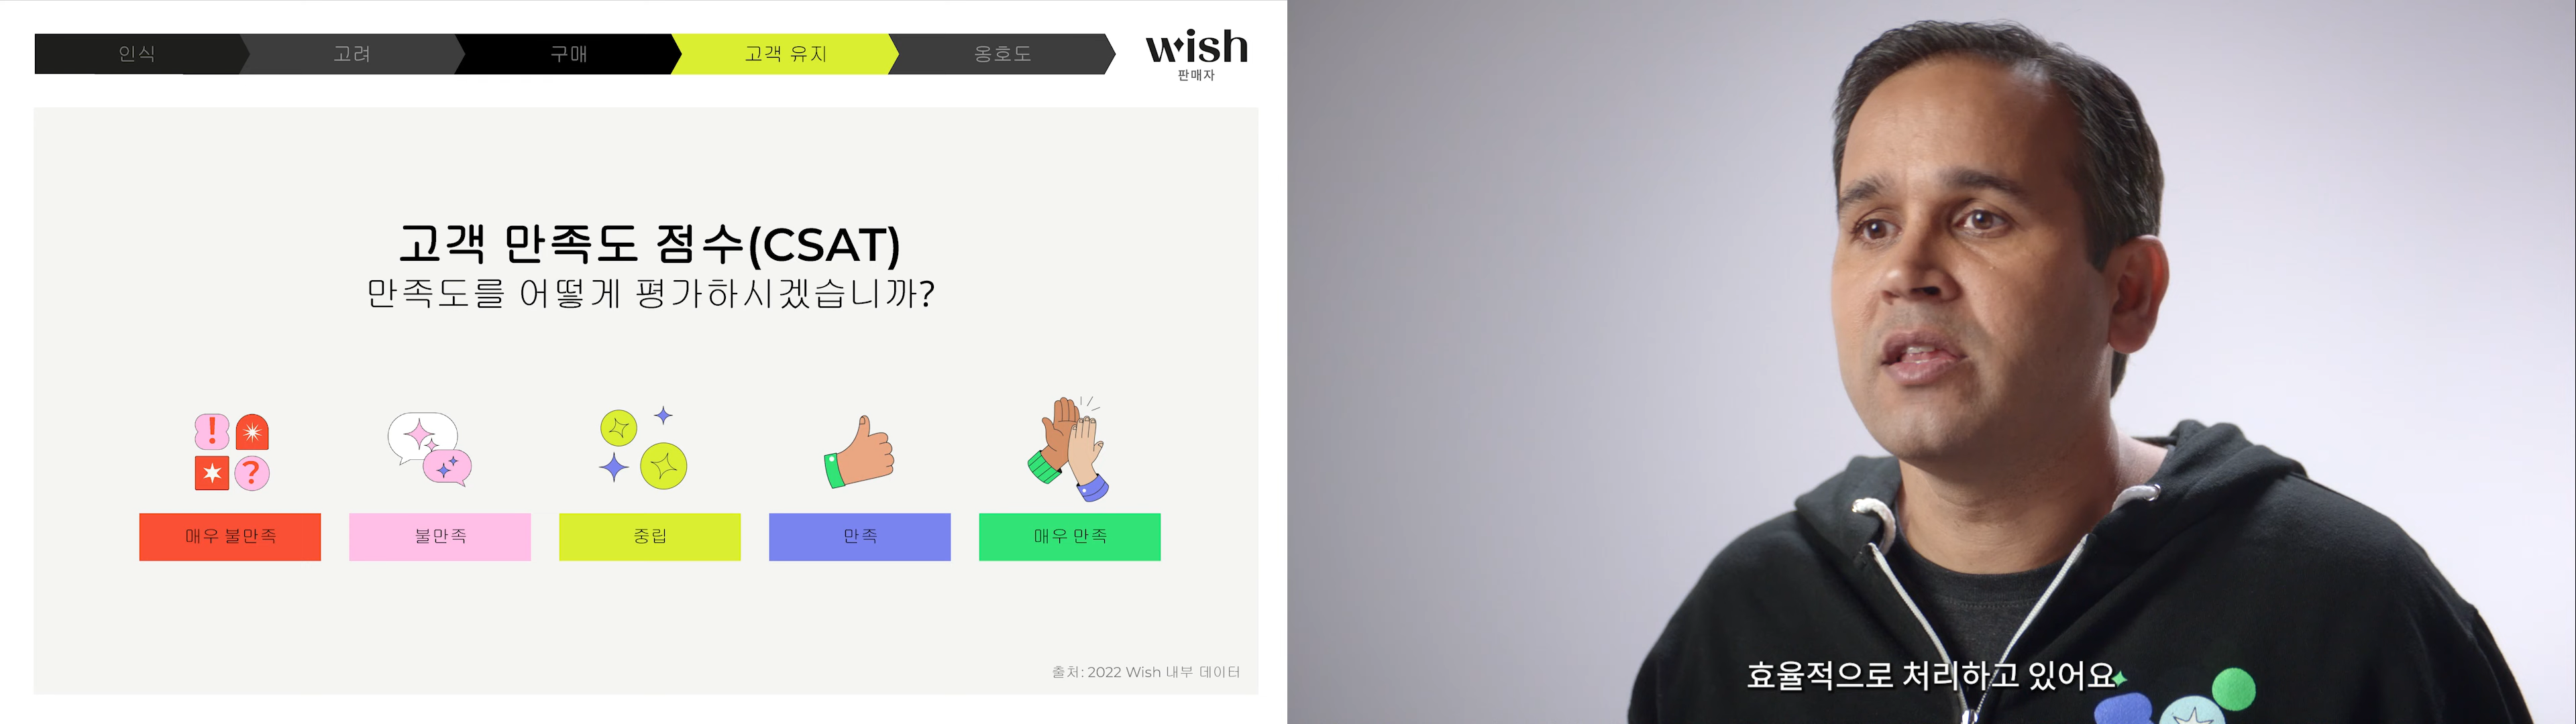 인식
고려
구매
고객 유지
옹호도
wish
판매자
고객 만족도 점수(CSAT)
만족도를 어떻게 평가하시겠습니까?
! ?
매우 불만족
불만족
중립
만족
매우 만족
출처: 2022 Wish 내부 데이터
효율적으로 처리하고 있어요